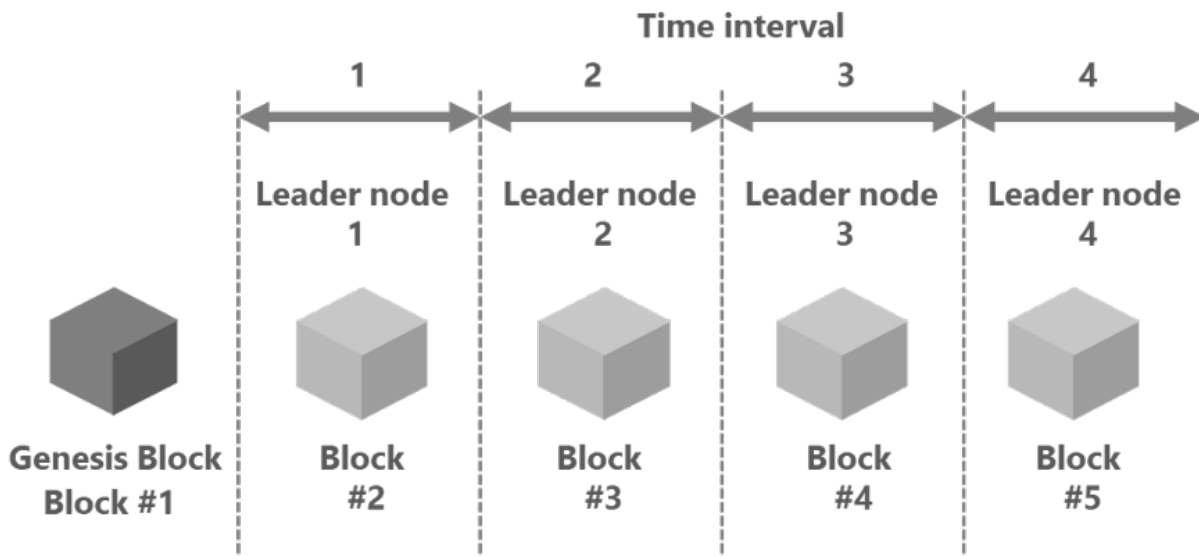 Time interval
1 2 3 4
Leader node Leader node Leader node Leader node
1 2 3 4
Genesis Block Block Block Block Block
Block #1 #2 #3 #4 #5